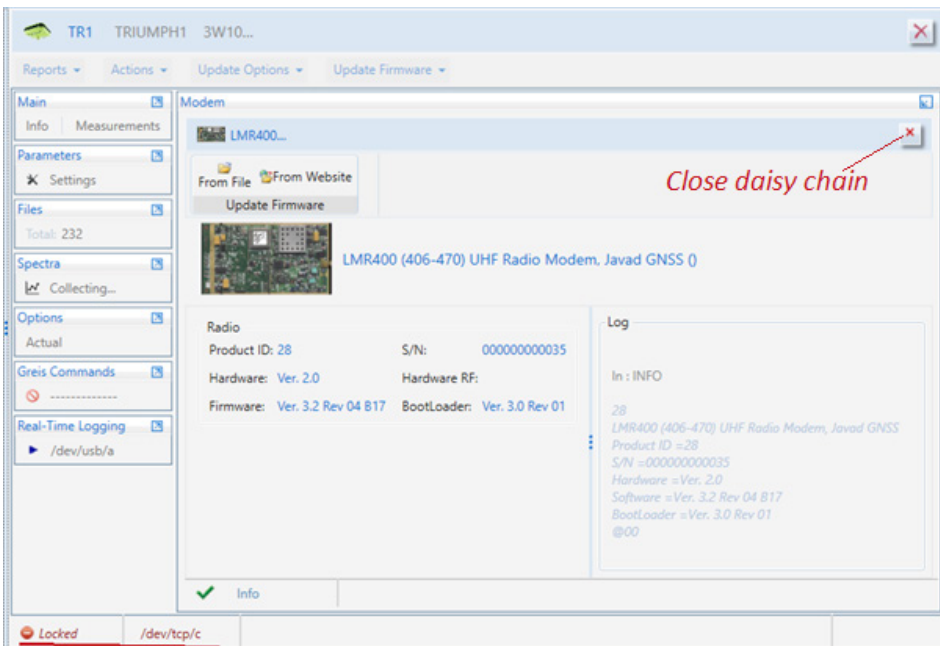 TR1 TRIUMPH1 3W10...
Reports Actions Update Options Update Firmware
Main
Info Measurements
Parameters
Settings
Files
Total: 232
Spectra
Collecting...
Options
Actual
Greis Commands
-------------
Real-Time Logging
/dev/usb/a
Modem
LMR400...
From File From Website
Update Firmware
Close daisy chain
LMR400 (406-470) UHF Radio Modem, Javad GNSS ()
Radio
Product ID: 28 S/N: 000000000035
Hardware: Ver. 2.0 Hardware RF:
Firmware: Ver. 3.2 Rev 04 B17 BootLoader: Ver. 3.0 Rev 01
Log
In : INFO
28
LMR400 (406-470) UHF Radio Modem, Javad GNSS
Product ID =28
S/N =000000000035
Hardware =Ver. 2.0
Software =Ver. 3.2 Rev 04 B17
BootLoader =Ver. 3.0 Rev 01
@00
Info
Locked /dev/tcp/c